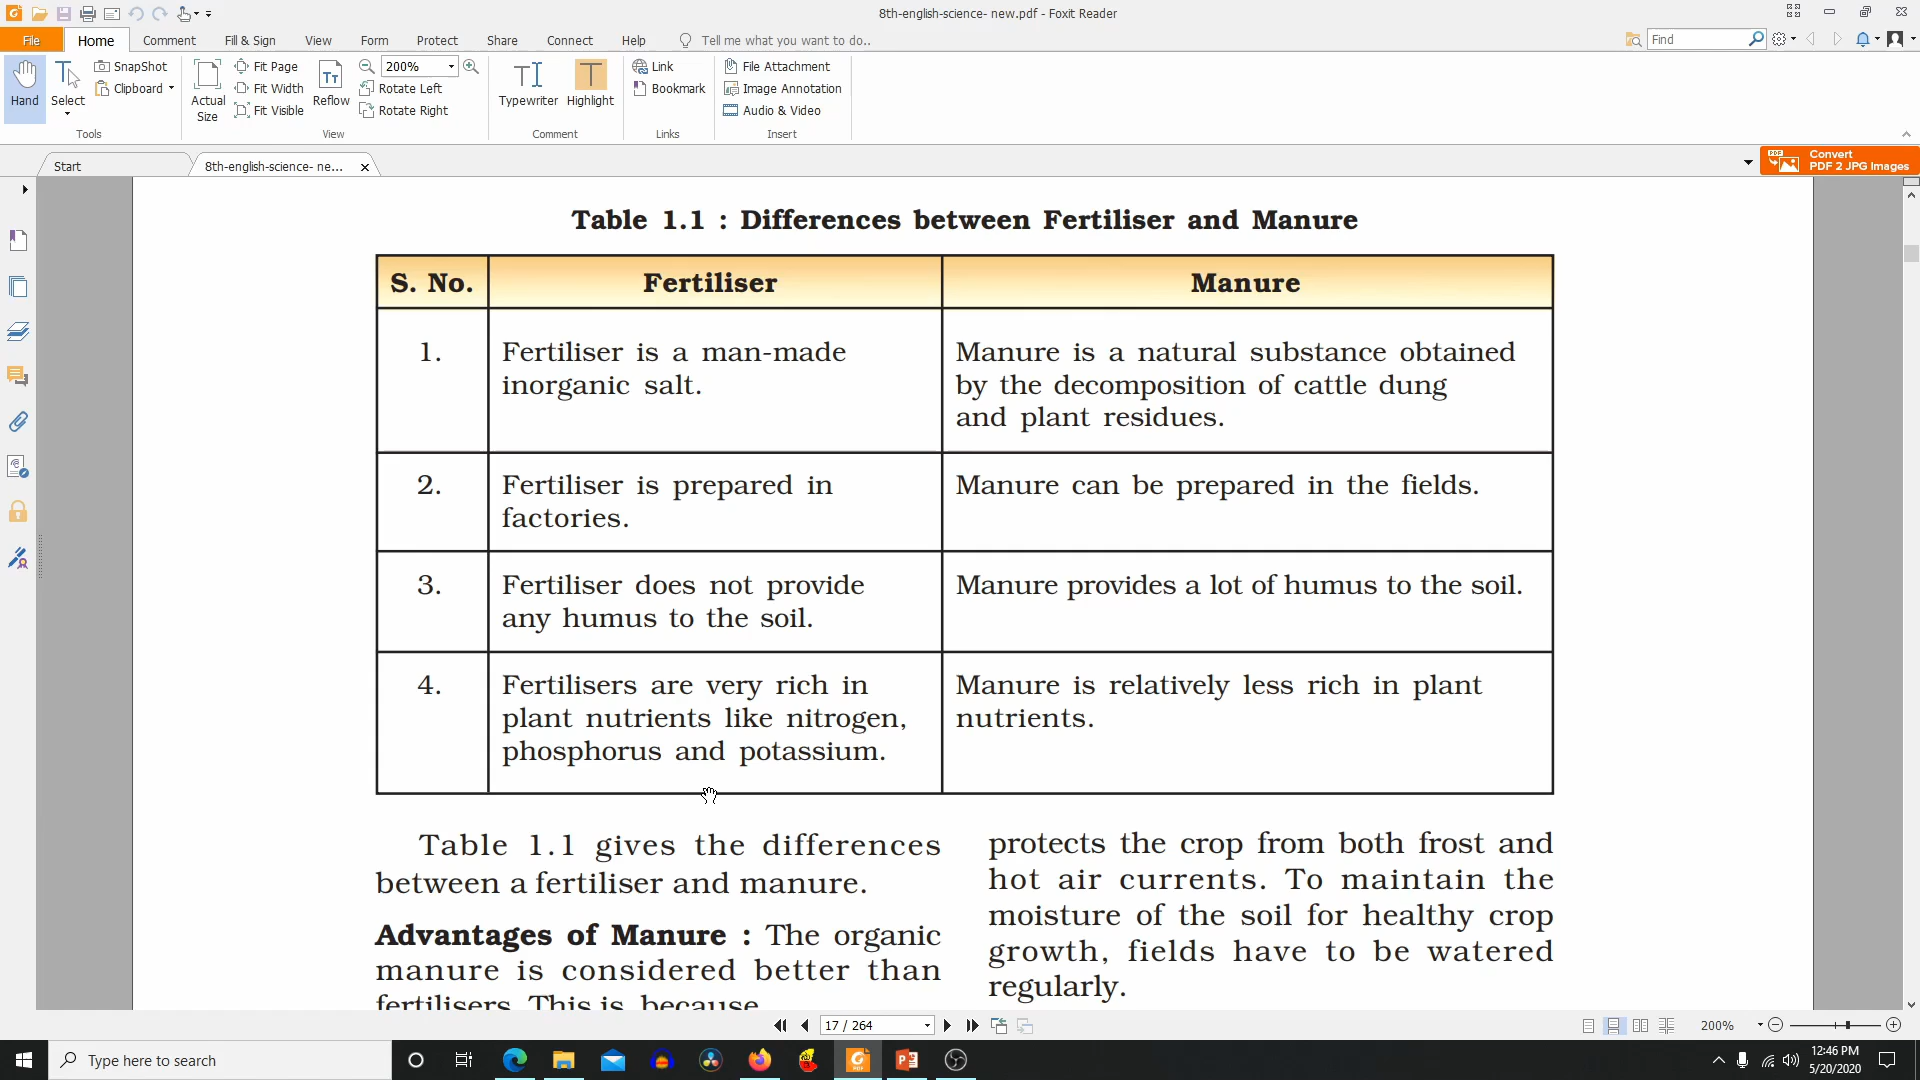 8th-english-science- new.pdf - Foxit Reader
File Home Comment Fill & Sign View Form Protect Share Connect Help Tell me what you want to do.. Find
Hand
Select
SnapShot
Clipboard
Tools
Actual
Size
Fit Page
Fit Width
Fit Visible
Reflow
200%
Rotate Left
Rotate Right
View
Typewriter
Highlight
Comment
Link
Bookmark
Links
File Attachment
Image Annotation
Audio & Video
Insert
Start
8th-english-science- ne...
PDF
Convert
PDF 2 JPG Images
Table 1.1 : Differences between Fertiliser and Manure
S. No. Fertiliser Manure
1. Fertiliser is a man-made
inorganic salt.
Manure is a natural substance obtained
by the decomposition of cattle dung
and plant residues.
2. Fertiliser is prepared in
factories.
Manure can be prepared in the fields.
3. Fertiliser does not provide
any humus to the soil.
Manure provides a lot of humus to the soil.
4. Fertilisers are very rich in
plant nutrients like nitrogen,
phosphorus and potassium.
Manure is relatively less rich in plant
nutrients.
Table 1.1 gives the differences
between a fertiliser and manure.
Advantages of Manure : The organic
manure is considered better than
fertilisers. This is because
protects the crop from both frost and
hot air currents. To maintain the
moisture of the soil for healthy crop
growth, fields have to be watered
regularly.
17 / 264
200%
Type here to search
12:46 PM
5/20/2020